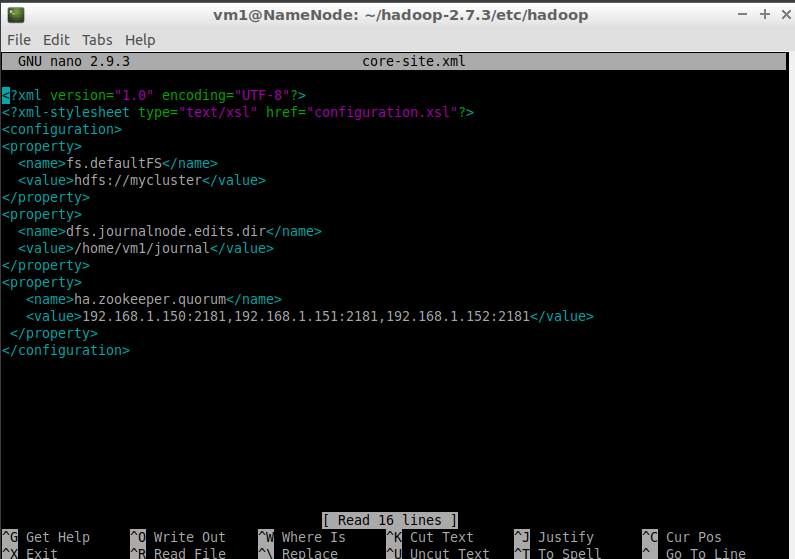 vm1@NameNode: ~/hadoop-2.7.3/etc/hadoop
File Edit Tabs Help
GNU nano 2.9.3 core-site.xml
<?xml version="1.0" encoding="UTF-8"?>
<?xml-stylesheet type="text/xsl" href="configuration.xsl"?>
<configuration>
<property>
  <name>fs.defaultFS</name>
  <value>hdfs://mycluster</value>
</property>
<property>
  <name>dfs.journalnode.edits.dir</name>
  <value>/home/vm1/journal</value>
</property>
<property>
   <name>ha.zookeeper.quorum</name>
   <value>192.168.1.150:2181,192.168.1.151:2181,192.168.1.152:2181</value>
 </property>
</configuration>
[ Read 16 lines ]
^G Get Help ^O Write Out ^W Where Is ^K Cut Text ^J Justify ^C Cur Pos
^X Exit ^R Read File ^\ Replace ^U Uncut Text ^T To Spell ^_ Go To Line